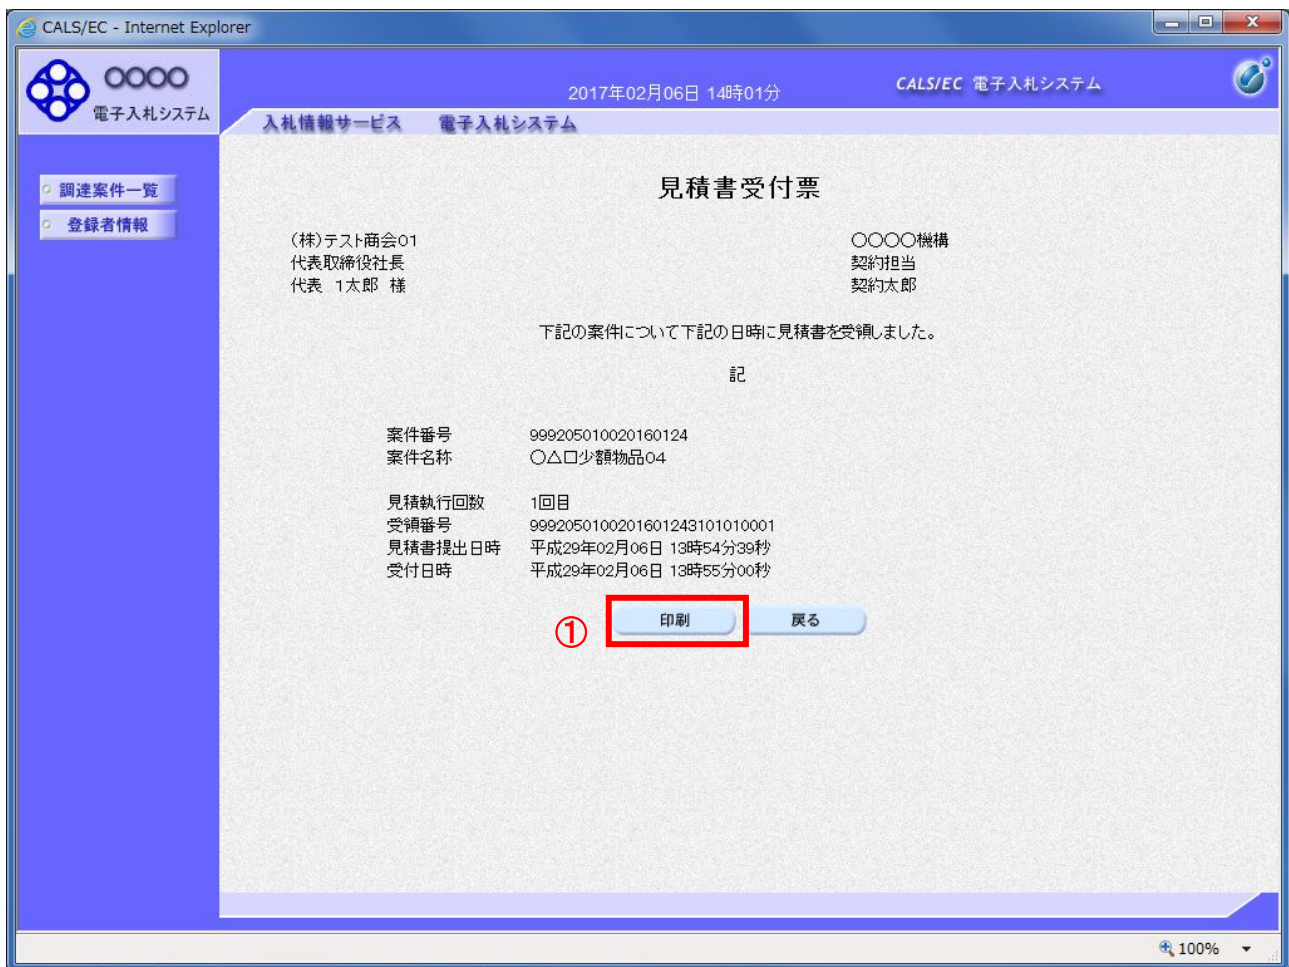 CALS/EC - Internet Explorer
〇〇〇〇
電子入札システム
2017年02月06日 14時01分
CALS/EC 電子入札システム
入札情報サービス 電子入札システム
調達案件一覧
登録者情報
見積書受付票
(株)テスト商会01
代表取締役社長
代表 1太郎 様
〇〇〇〇機構
契約担当
契約太郎
下記の案件について下記の日時に見積書を受領しました。
記
案件番号 999205010020160124
案件名称 〇△口少額物品04
見積執行回数 1回目
受領番号 9992050100201601243101010001
見積書提出日時 平成29年02月06日 13時54分39秒
受付日時 平成29年02月06日 13時55分00秒
① 印刷 戻る
100%